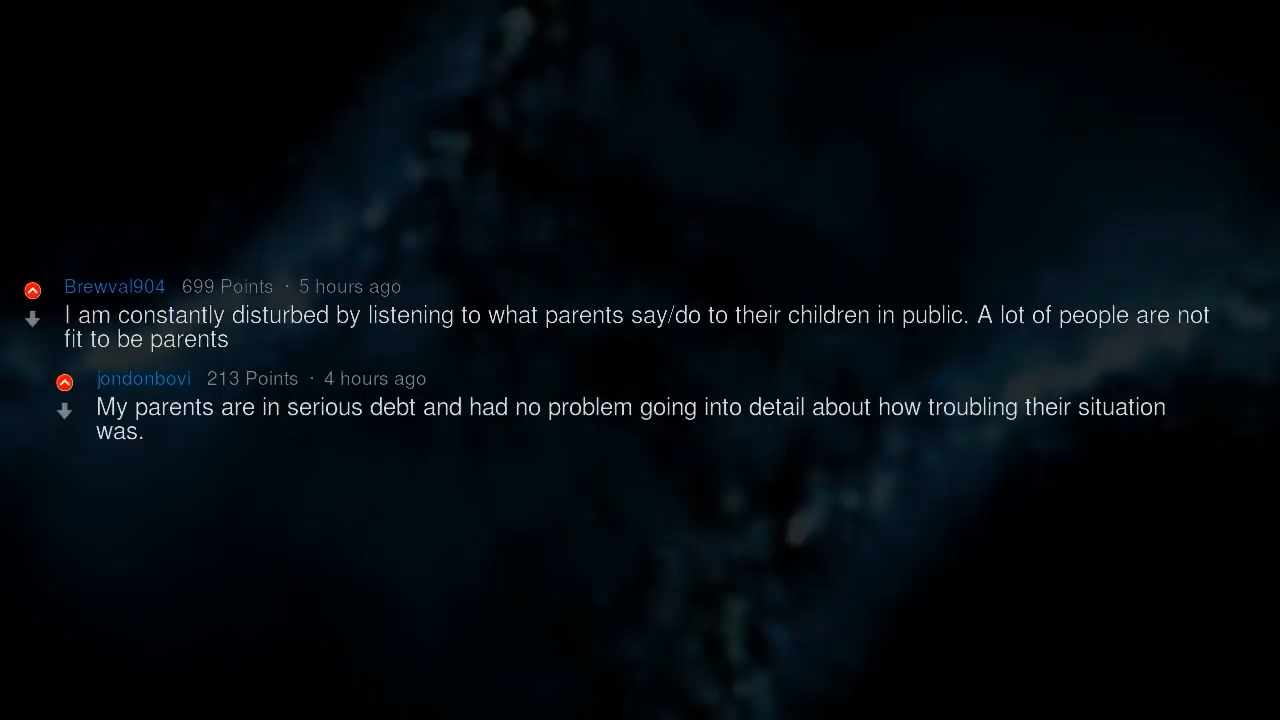 Brewval904 699 Points · 5 hours ago
I am constantly disturbed by listening to what parents say/do to their children in public. A lot of people are not
fit to be parents
jondonbovi 213 Points · 4 hours ago
My parents are in serious debt and had no problem going into detail about how troubling their situation
was.